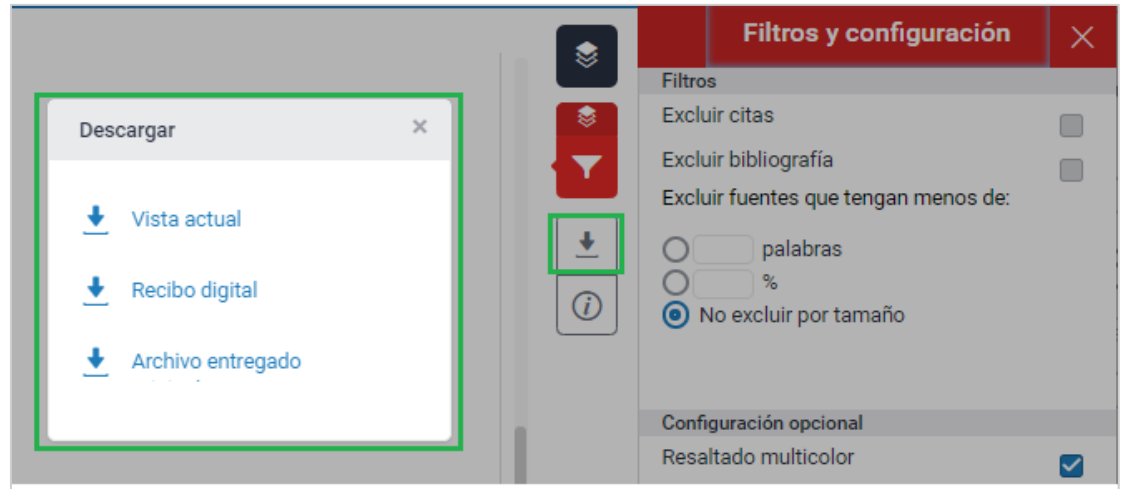 Descargar
Vista actual
Recibo digital
Archivo entregado
Filtros y configuración
Filtros
Excluir citas
Excluir bibliografía
Excluir fuentes que tengan menos de:
palabras
%
No excluir por tamaño
Configuración opcional
Resaltado multicolor